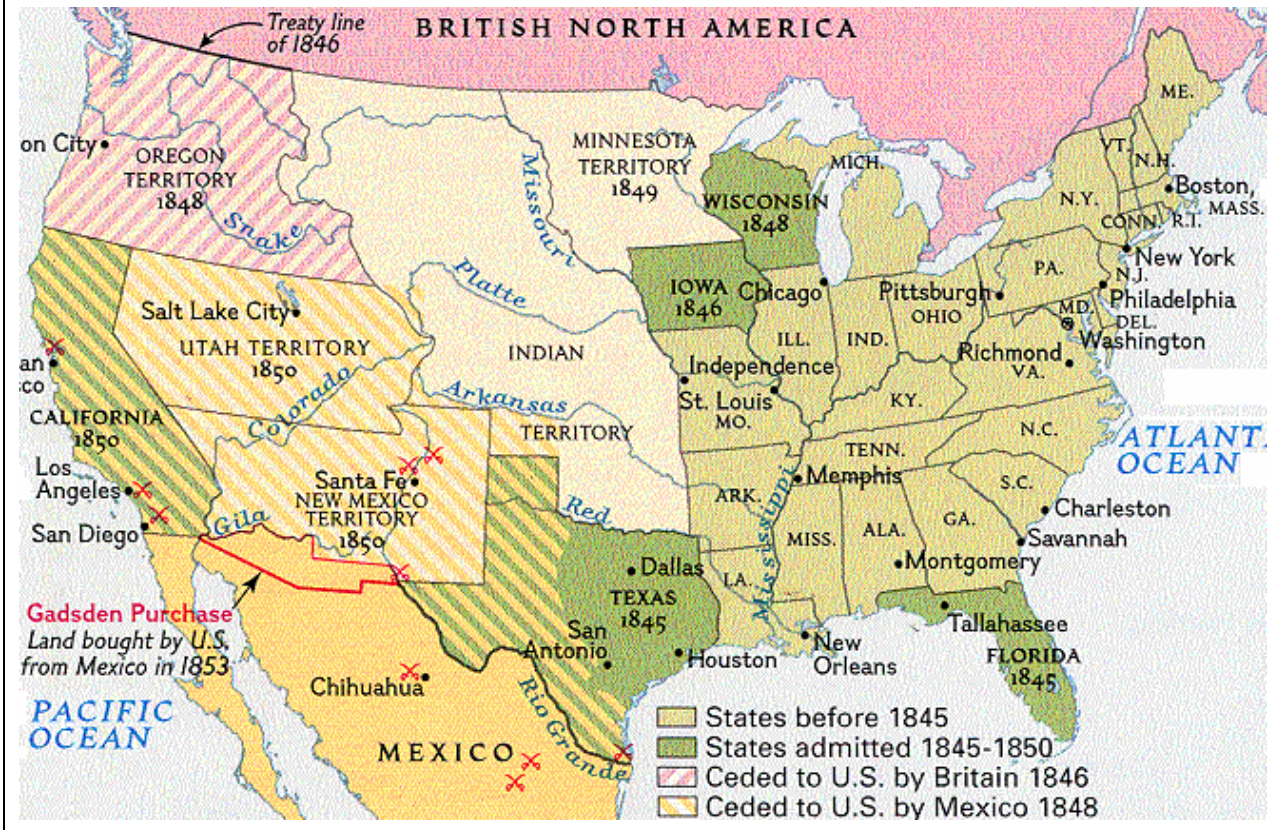 Treaty line
of 1846
BRITISH NORTH AMERICA
on City
OREGON
TERRITORY
1848
Snake
Missouri
MINNESOTA
TERRITORY
1849
WISCONSIN
1848
MICH.
ME.
VT.
N.H.
N.Y.
Boston,
MASS.
CONN.
R.I.
New York
IOWA
1846
Chicago
Pittsburgh
PA.
N.J.
Philadelphia
OHIO
MD.
DEL.
Washington
Platte
Salt Lake City
UTAH TERRITORY
1850
INDIAN
TERRITORY
ILL.
IND.
Richmond
VA.
Independence
St. Louis
MO.
KY.
an
co
CALIFORNIA
1850
Colorado
Arkansas
N.C.
TENN.
Memphis
ATLANT
OCEAN
Los
Angeles
San Diego
Gila
Santa Fe
NEW MEXICO
TERRITORY
1850
Red
ARK.
Mississippi
S.C.
Charleston
Savannah
MISS.
ALA.
GA.
Montgomery
Dallas
TEXAS
1845
LA.
Gadsden Purchase
Land bought by U.S.
from Mexico in 1853
San
Antonio
Houston
New
Orleans
Tallahassee
FLORIDA
1845
Chihuahua
PACIFIC
OCEAN
MEXICO
Rio Grande
States before 1845
States admitted 1845-1850
Ceded to U.S. by Britain 1846
Ceded to U.S. by Mexico 1848